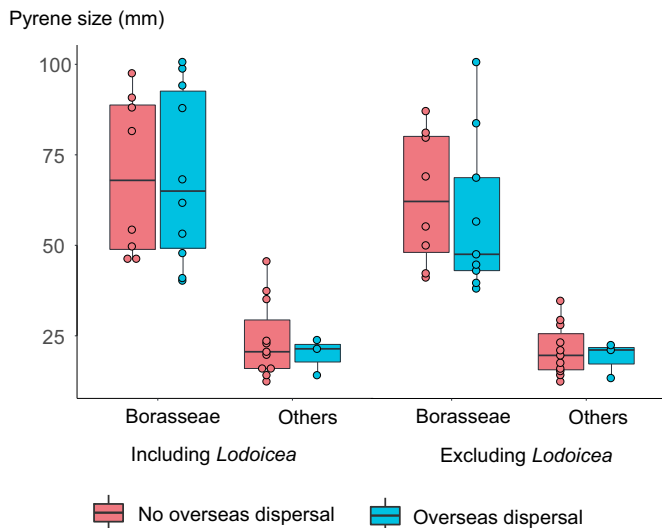 Pyrene size (mm)
100
75
50
25
Borasseae Others Borasseae Others
Including Lodoicea Excluding Lodoicea
No overseas dispersal Overseas dispersal